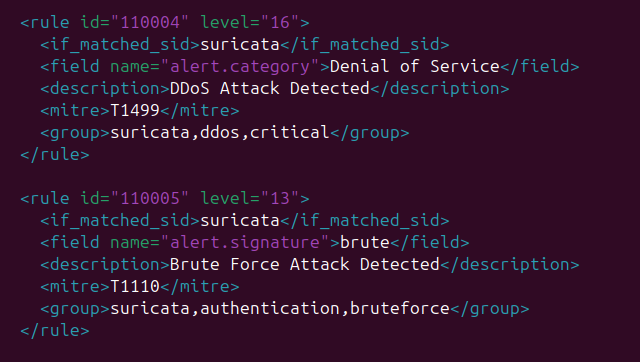 <rule id="110004" level="16">
  <if_matched_sid>suricata</if_matched_sid>
  <field name="alert.category">Denial of Service</field>
  <description>DDoS Attack Detected</description>
  <mitre>T1499</mitre>
  <group>suricata,ddos,critical</group>
</rule>

<rule id="110005" level="13">
  <if_matched_sid>suricata</if_matched_sid>
  <field name="alert.signature">brute</field>
  <description>Brute Force Attack Detected</description>
  <mitre>T1110</mitre>
  <group>suricata,authentication,bruteforce</group>
</rule>